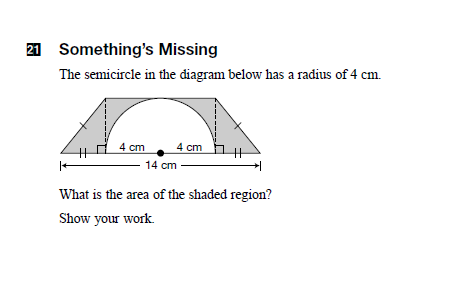 21 Something's Missing
The semicircle in the diagram below has a radius of 4 cm.
4 cm 4 cm
14 cm
What is the area of the shaded region?
Show your work.